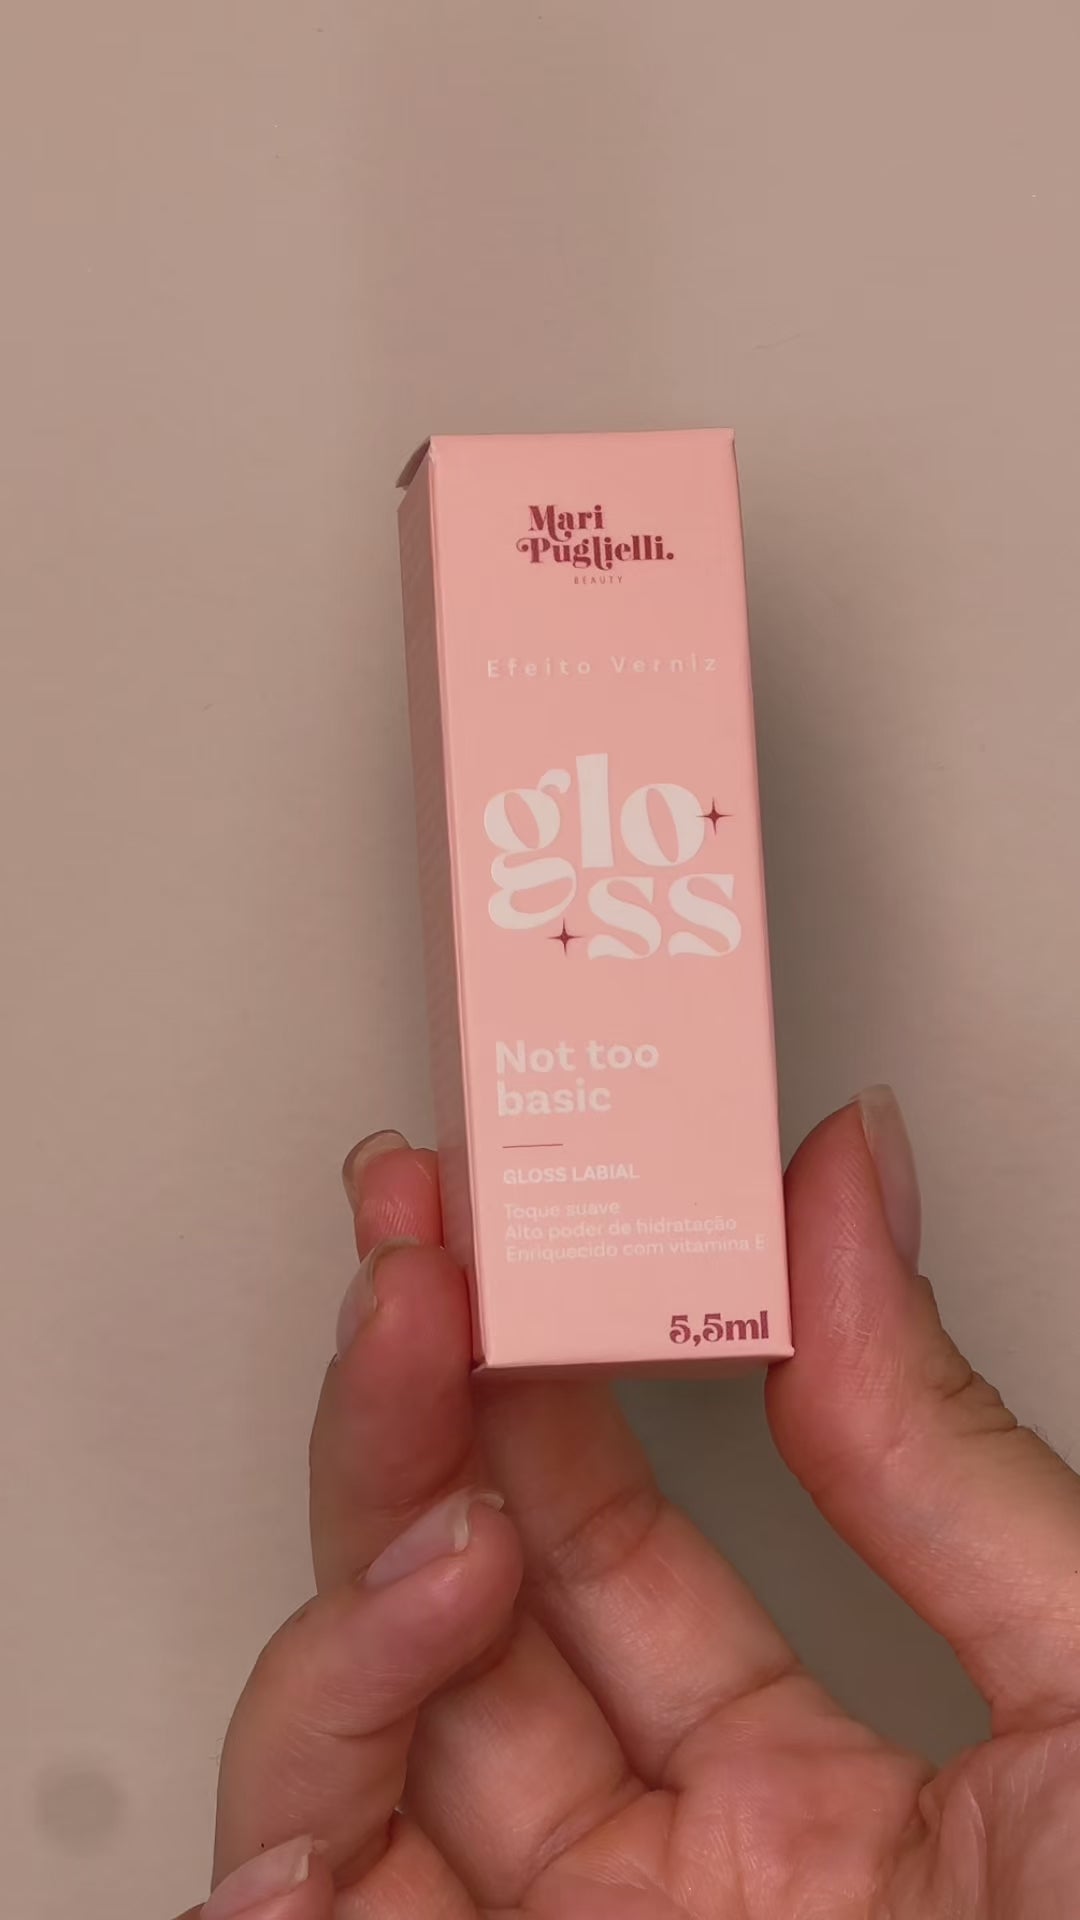 Mari
Puglielli.
BEAUTY
Efeito Verniz
glo
ss
Not too
basic
GLOSS LABIAL
Toque suave
Alto poder de hidratação
Enriquecido com vitamina E
5,5ml